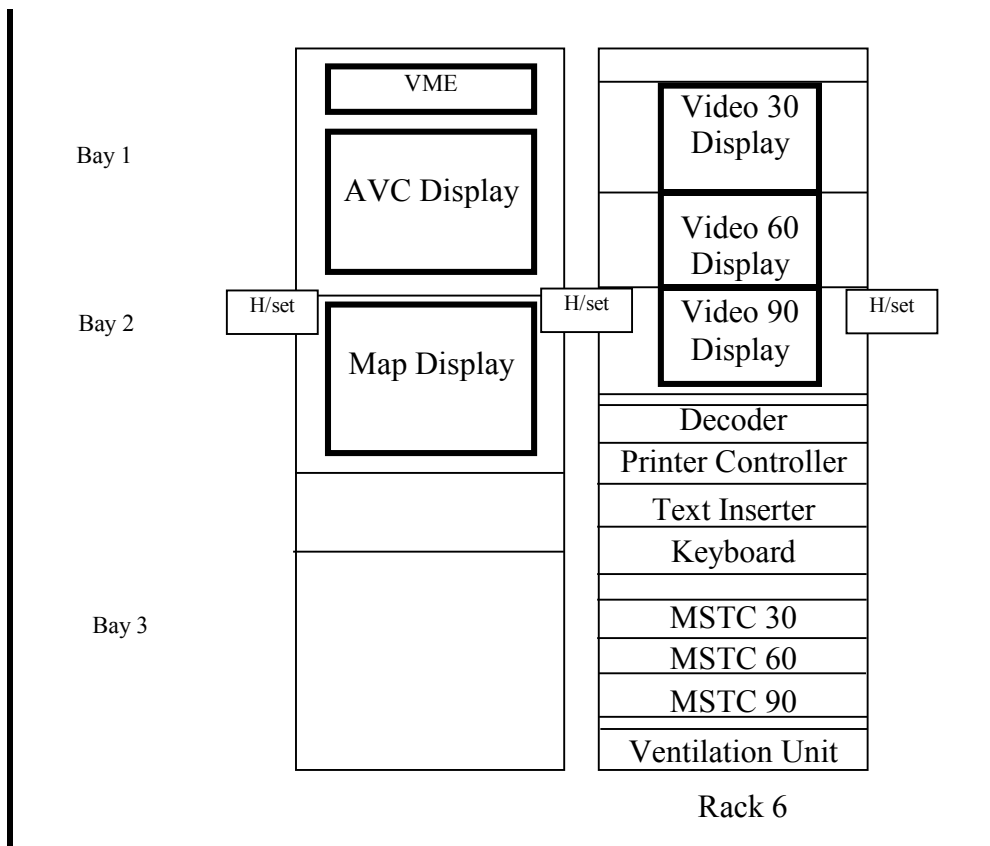 VME
Video 30
Display
Bay 1
AVC Display
Video 60
Display
H/set
H/set
H/set
Bay 2
Video 90
Display
Map Display
Decoder
Printer Controller
Text Inserter
Keyboard
Bay 3
MSTC 30
MSTC 60
MSTC 90
Ventilation Unit
Rack 6